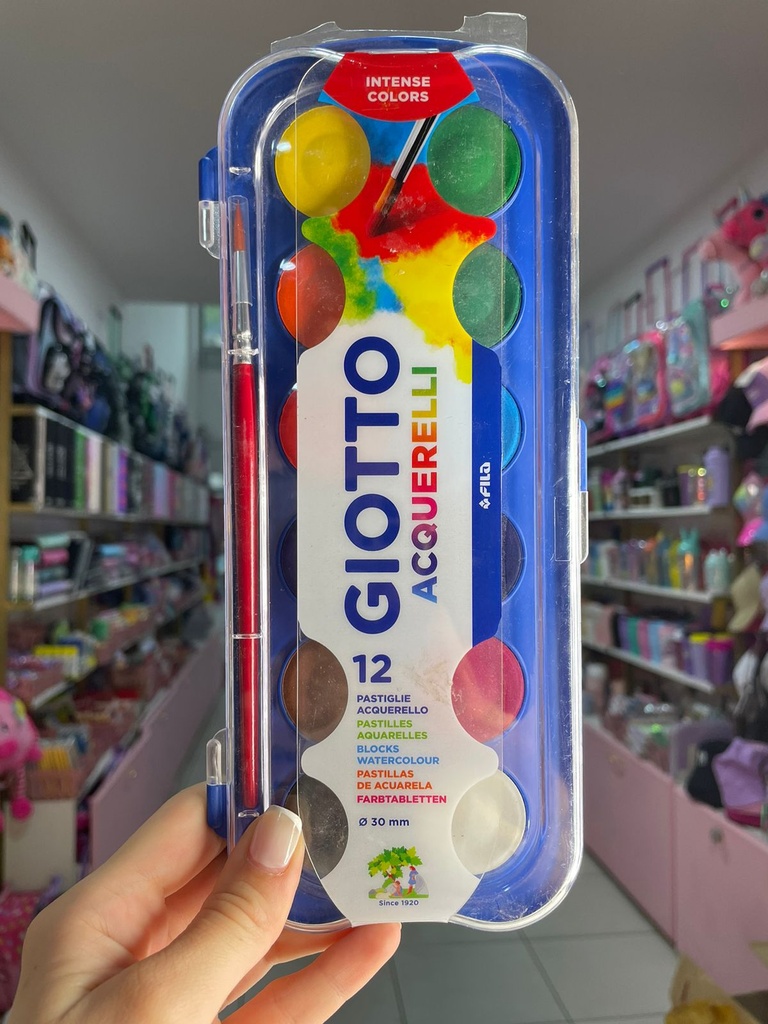 INTENSE
COLORS
GIOTTO
ACQUERELLI
FILA
12
PASTIGLIE
ACQUERELLO
PASTILLES
AQUARELLES
BLOCKS
WATERCOLOUR
PASTILLAS
DE ACUARELA
FARBTABLETTEN
Ø 30 mm
Since 1920